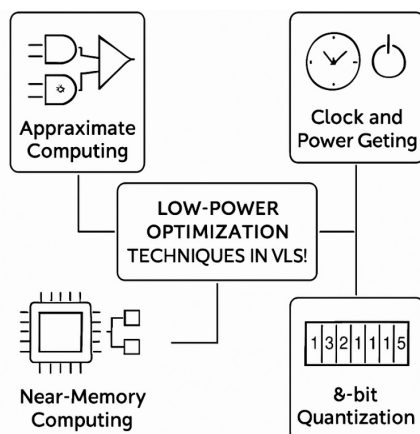 Appraximate
Computing
Clock and
Power Geting
LOW-POWER
OPTIMIZATION
TECHNIQUES IN VLS!
Near-Memory
Computing
1 3 2 1 1 1 5
8-bit
Quantization